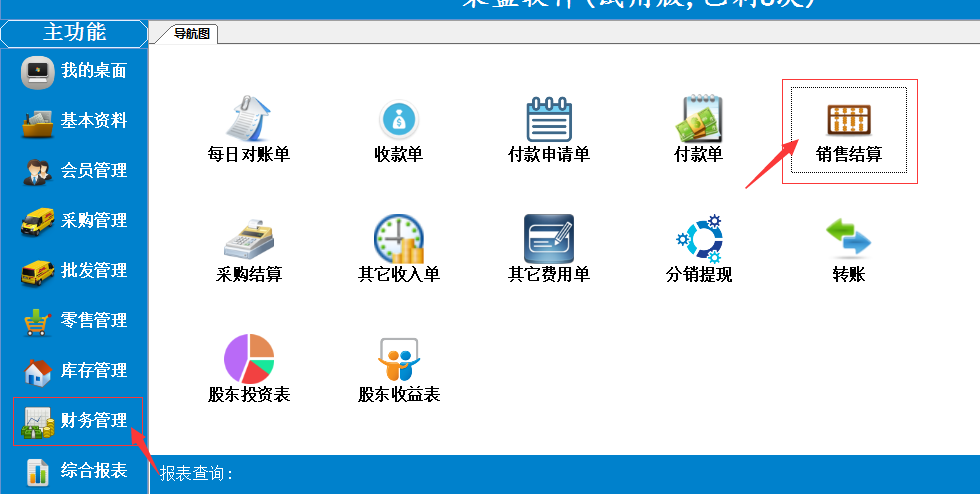 主功能
导航图
我的桌面
基本资料
会员管理
采购管理
批发管理
零售管理
库存管理
财务管理
综合报表
每日对账单
收款单
付款申请单
付款单
销售结算
采购结算
其它收入单
其它费用单
分销提现
转账
股东投资表
股东收益表
报表查询: